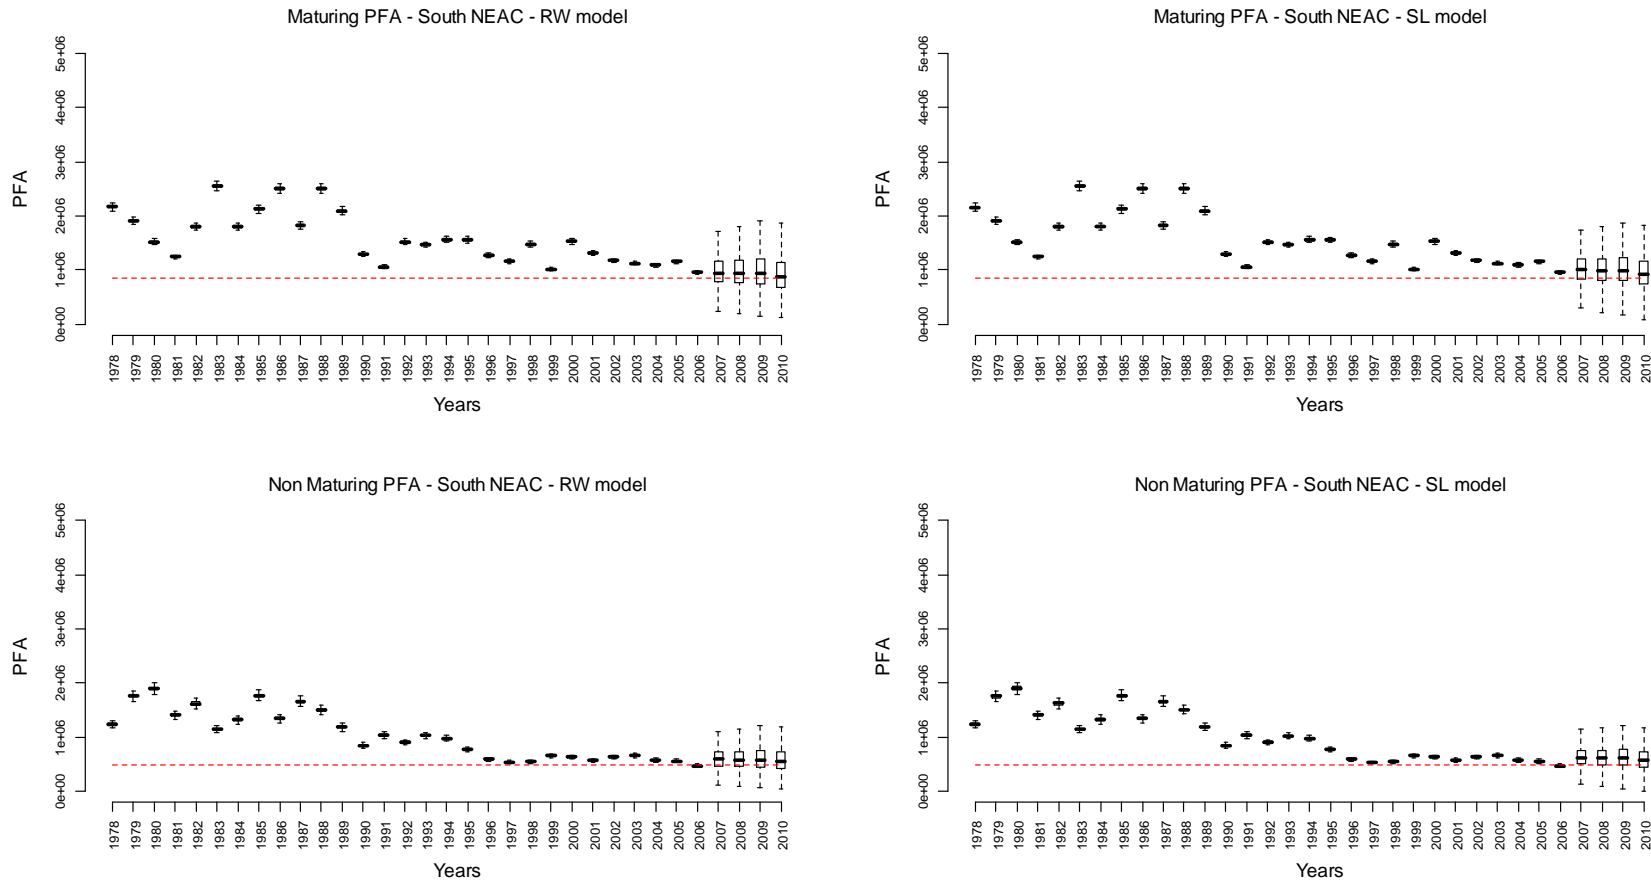 Maturing PFA - South NEAC - RW model
PFA
5e+06
4e+06
3e+06
2e+06
1e+06
0e+00
1978 1979 1980 1981 1982 1983 1984 1985 1986 1987 1988 1989 1990 1991 1992 1993 1994 1995 1996 1997 1998 1999 2000 2001 2002 2003 2004 2005 2006 2007 2008 2009 2010
Years
Maturing PFA - South NEAC - SL model
PFA
5e+06
4e+06
3e+06
2e+06
1e+06
0e+00
1978 1979 1980 1981 1982 1983 1984 1985 1986 1987 1988 1989 1990 1991 1992 1993 1994 1995 1996 1997 1998 1999 2000 2001 2002 2003 2004 2005 2006 2007 2008 2009 2010
Years
Non Maturing PFA - South NEAC - RW model
PFA
5e+06
4e+06
3e+06
2e+06
1e+06
0e+00
1978 1979 1980 1981 1982 1983 1984 1985 1986 1987 1988 1989 1990 1991 1992 1993 1994 1995 1996 1997 1998 1999 2000 2001 2002 2003 2004 2005 2006 2007 2008 2009 2010
Years
Non Maturing PFA - South NEAC - SL model
PFA
5e+06
4e+06
3e+06
2e+06
1e+06
0e+00
1978 1979 1980 1981 1982 1983 1984 1985 1986 1987 1988 1989 1990 1991 1992 1993 1994 1995 1996 1997 1998 1999 2000 2001 2002 2003 2004 2005 2006 2007 2008 2009 2010
Years